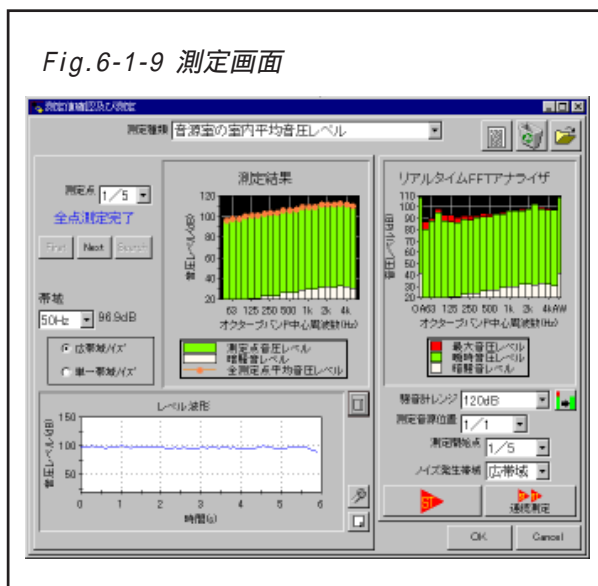 Fig.6-1-9 測定画面
測定値確認及び測定
測定種類 音源室の室内平均音圧レベル
測定点 1/5
全点測定完了
First Next Search
帯域
50Hz 96.9dB
広帯域ノイズ
単一帯域ノイズ
測定結果
音圧レベル(dB)
120
100
80
60
40
20
63 125 250 500 1k 2k 4k
オクターブバンド中心周波数(Hz)
測定点音圧レベル
暗騒音レベル
全測定点平均音圧レベル
リアルタイムFFTアナライザ
音圧レベル(dB)
110
100
90
80
70
60
50
40
30
20
OA63 125 250 500 1k 2k 4kAW
オクターブバンド中心周波数(Hz)
最大音圧レベル
瞬時音圧レベル
暗騒音レベル
レベル波形
音圧レベル(dB)
150
100
50
0 1 2 3 4 5 6
時間(s)
騒音計レンジ 120dB
測定音源位置 1/1
測定開始点 1/5
ノイズ発生帯域 広帯域
ST
連続測定
OK Cancel